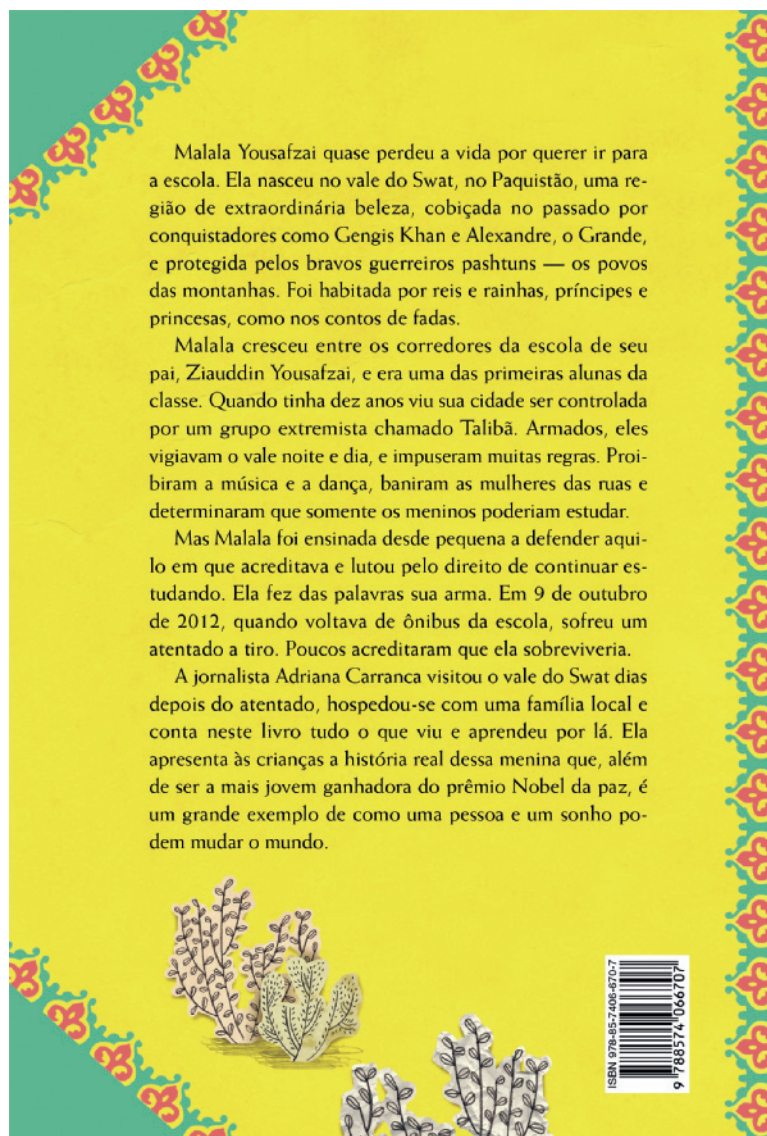 Malala Yousafzai quase perdeu a vida por querer ir para
a escola. Ela nasceu no vale do Swat, no Paquistão, uma re-
gião de extraordinária beleza, cobiçada no passado por
conquistadores como Gengis Khan e Alexandre, o Grande,
e protegida pelos bravos guerreiros pashtuns — os povos
das montanhas. Foi habitada por reis e rainhas, príncipes e
princesas, como nos contos de fadas.
Malala cresceu entre os corredores da escola de seu
pai, Ziauddin Yousafzai, e era uma das primeiras alunas da
classe. Quando tinha dez anos viu sua cidade ser controlada
por um grupo extremista chamado Talibã. Armados, eles
vigiavam o vale noite e dia, e impuseram muitas regras. Proi-
biram a música e a dança, baniram as mulheres das ruas e
determinaram que somente os meninos poderiam estudar.
Mas Malala foi ensinada desde pequena a defender aqui-
lo em que acreditava e lutou pelo direito de continuar es-
tudando. Ela fez das palavras sua arma. Em 9 de outubro
de 2012, quando voltava de ônibus da escola, sofreu um
atentado a tiro. Poucos acreditaram que ela sobreviveria.
A jornalista Adriana Carranca visitou o vale do Swat dias
depois do atentado, hospedou-se com uma família local e
conta neste livro tudo o que viu e aprendeu por lá. Ela
apresenta às crianças a história real dessa menina que, além
de ser a mais jovem ganhadora do prêmio Nobel da paz, é
um grande exemplo de como uma pessoa e um sonho po-
dem mudar o mundo.
ISBN 978-85-7406-670-7
9 788574 066707